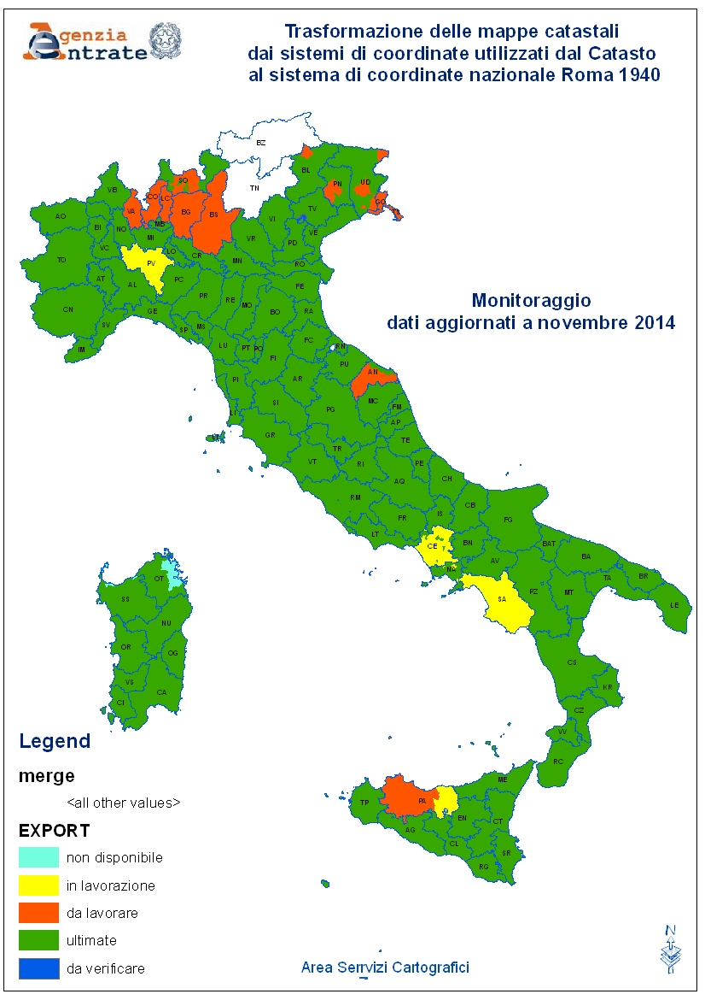 Agenzia
Entrate
Trasformazione delle mappe catastali
dai sistemi di coordinate utilizzati dal Catasto
al sistema di coordinate nazionale Roma 1940
Monitoraggio
dati aggiornati a novembre 2014
BZ
TN
SO
BL
PN
UD
GO
TS
VB
VA
CO
LC
BG
BS
TV
AO
BI
NO
MB
MI
VI
VE
VR
PD
TO
VC
PV
LO
CR
MN
RO
AT
AL
PC
FE
CN
GE
PR
RE
MO
BO
RA
SV
SP
MS
IM
LU
PT
PO
FI
FC
RN
PU
AN
PI
AR
SI
PG
MC
FM
AP
LI
LI
GR
TE
TR
VT
RI
PE
AQ
CH
RM
FR
IS
CB
FG
LT
CE
BN
BAT
BA
NA
AV
SA
PZ
MT
TA
BR
LE
OT
SS
NU
OR
OG
VS
CA
CI
CS
KR
CZ
VV
RC
ME
TP
PA
EN
CT
AG
CL
SR
RG
Legend
merge
<all other values>
EXPORT
non disponibile
in lavorazione
da lavorare
ultimate
da verificare
Area Serrvizi Cartografici
N